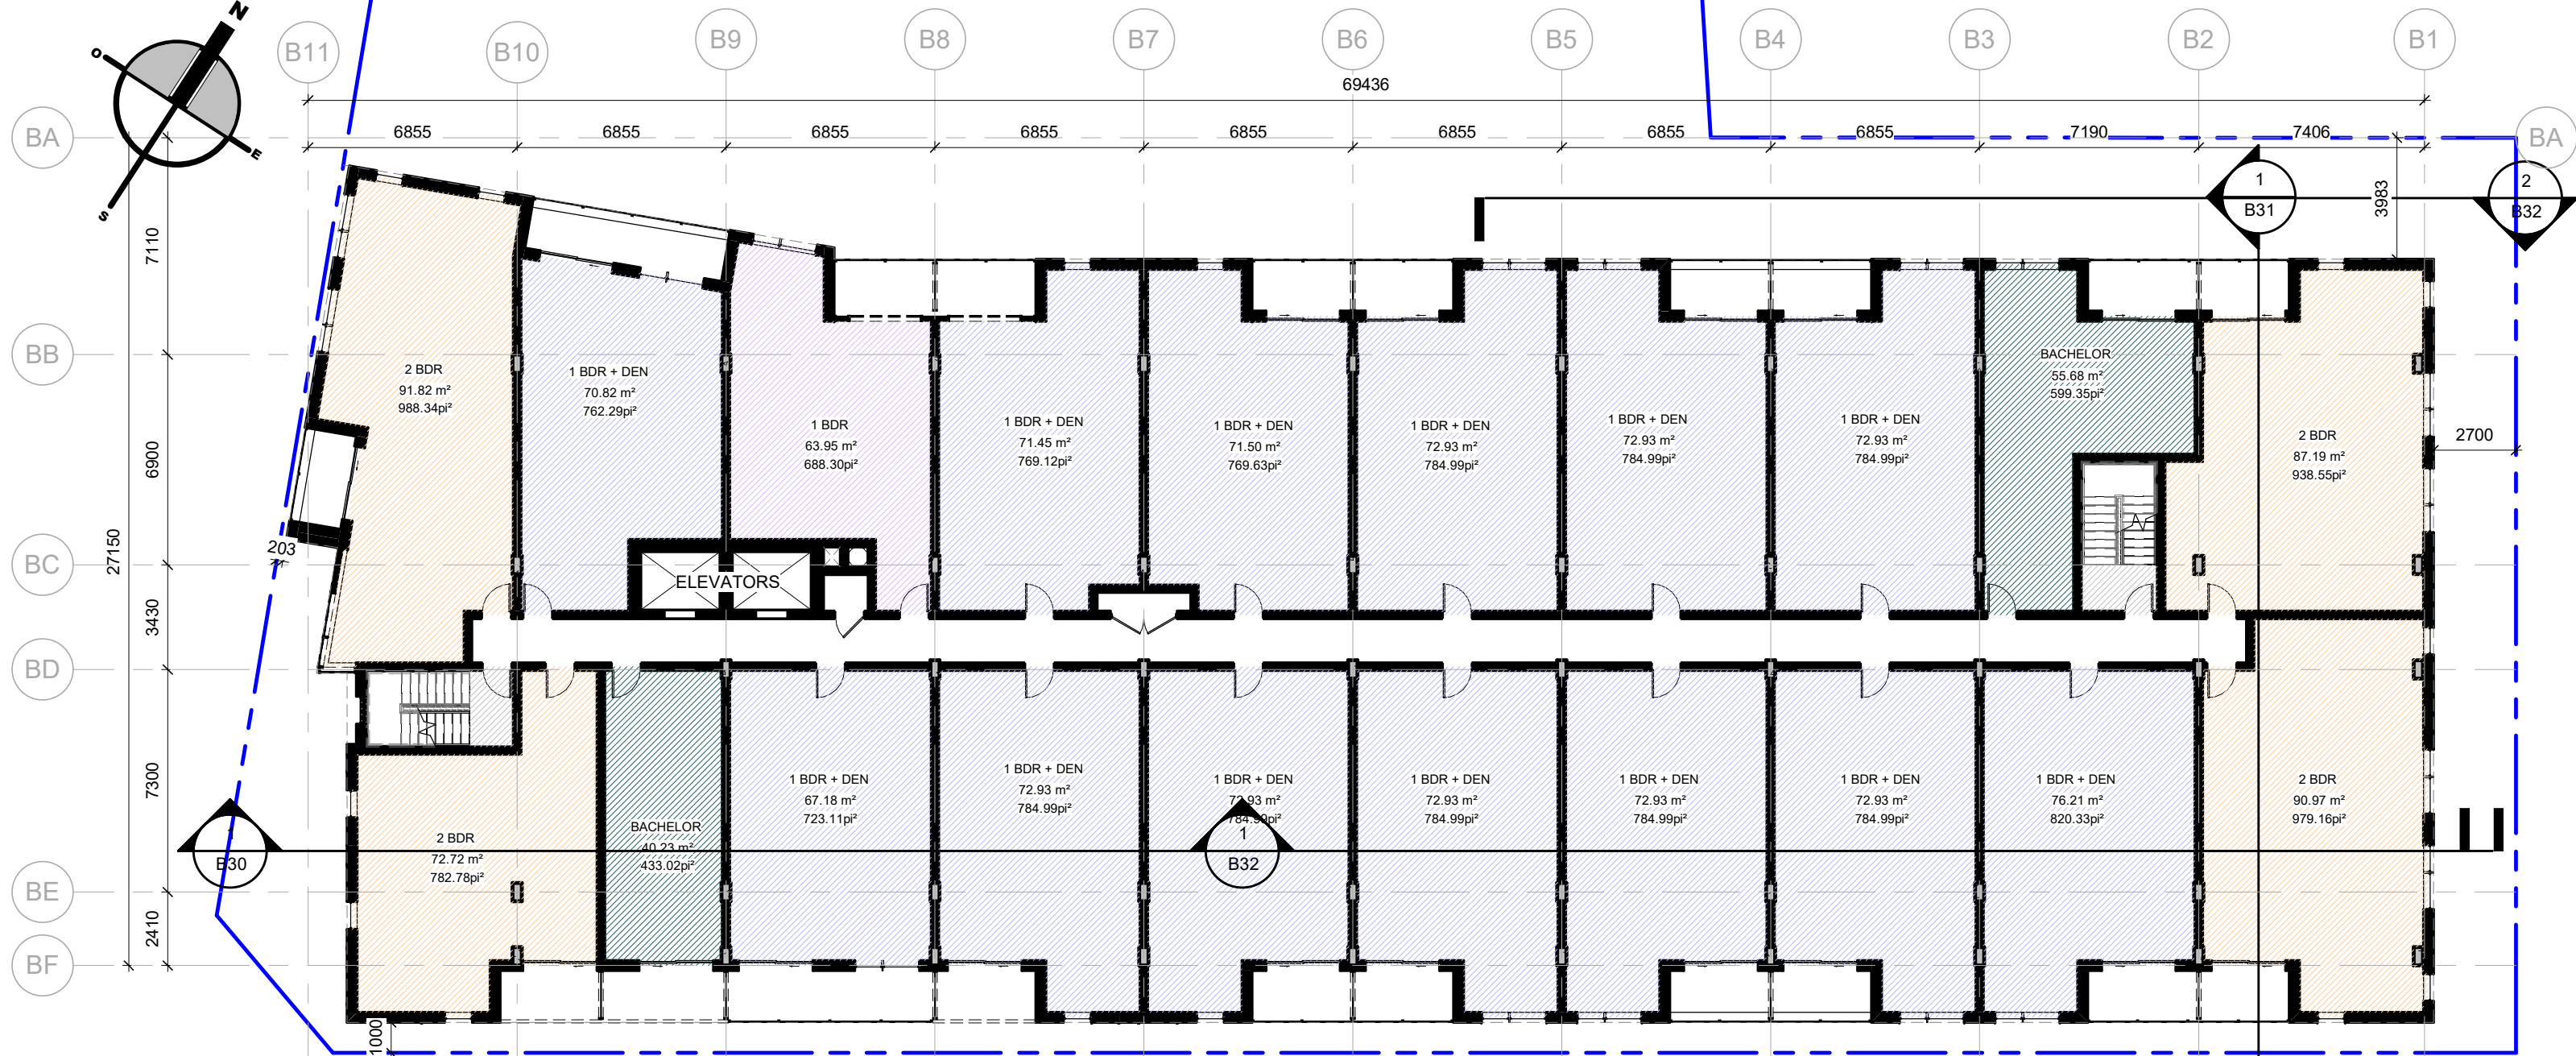 N
O
E
S
B11
B10
B9
B8
B7
B6
B5
B4
B3
B2
B1
69436
BA
6855
6855
6855
6855
6855
6855
6855
6855
7190
7406
BA
1
B31
2
B32
3983
7110
BB
2 BDR
91.82 m²
988.34pi²
1 BDR + DEN
70.82 m²
762.29pi²
1 BDR
63.95 m²
688.30pi²
1 BDR + DEN
71.45 m²
769.12pi²
1 BDR + DEN
71.50 m²
769.63pi²
1 BDR + DEN
72.93 m²
784.99pi²
1 BDR + DEN
72.93 m²
784.99pi²
1 BDR + DEN
72.93 m²
784.99pi²
BACHELOR
55.68 m²
599.35pi²
2 BDR
87.19 m²
938.55pi²
2700
6900
27150
203
BC
ELEVATORS
3430
BD
7300
2 BDR
72.72 m²
782.78pi²
BACHELOR
40.23 m²
433.02pi²
1 BDR + DEN
67.18 m²
723.11pi²
1 BDR + DEN
72.93 m²
784.99pi²
1 BDR + DEN
72.93 m²
784.99pi²
1 BDR + DEN
72.93 m²
784.99pi²
1 BDR + DEN
72.93 m²
784.99pi²
1 BDR + DEN
72.93 m²
784.99pi²
1 BDR + DEN
76.21 m²
820.33pi²
2 BDR
90.97 m²
979.16pi²
1
B30
1
B32
BE
2410
BF
1000